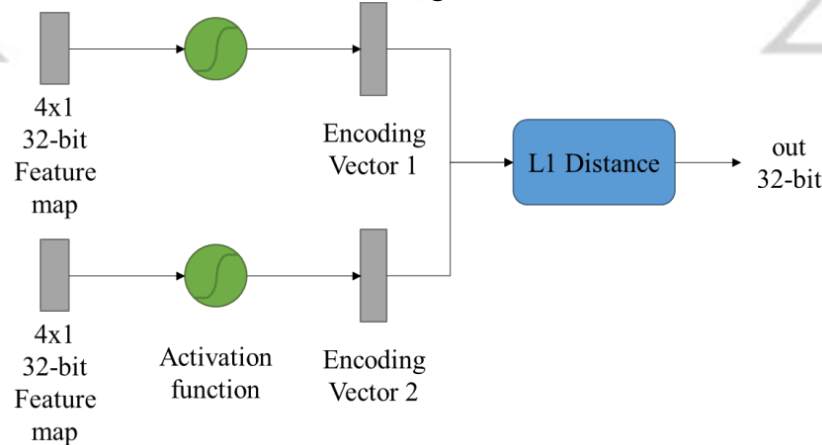 4x1
32-bit
Feature
map
Encoding
Vector 1
L1 Distance
out
32-bit
4x1
32-bit
Feature
map
Activation
function
Encoding
Vector 2